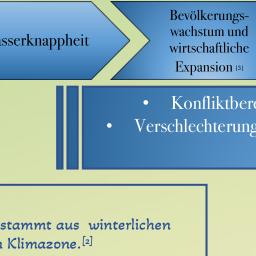 asserknappheit
Bevölkerungs-
wachstum und
wirtschaftliche
Expansion [3]
• Konfliktbere
• Verschlechterung
stammt aus winterlichen
n Klimazone.[2]